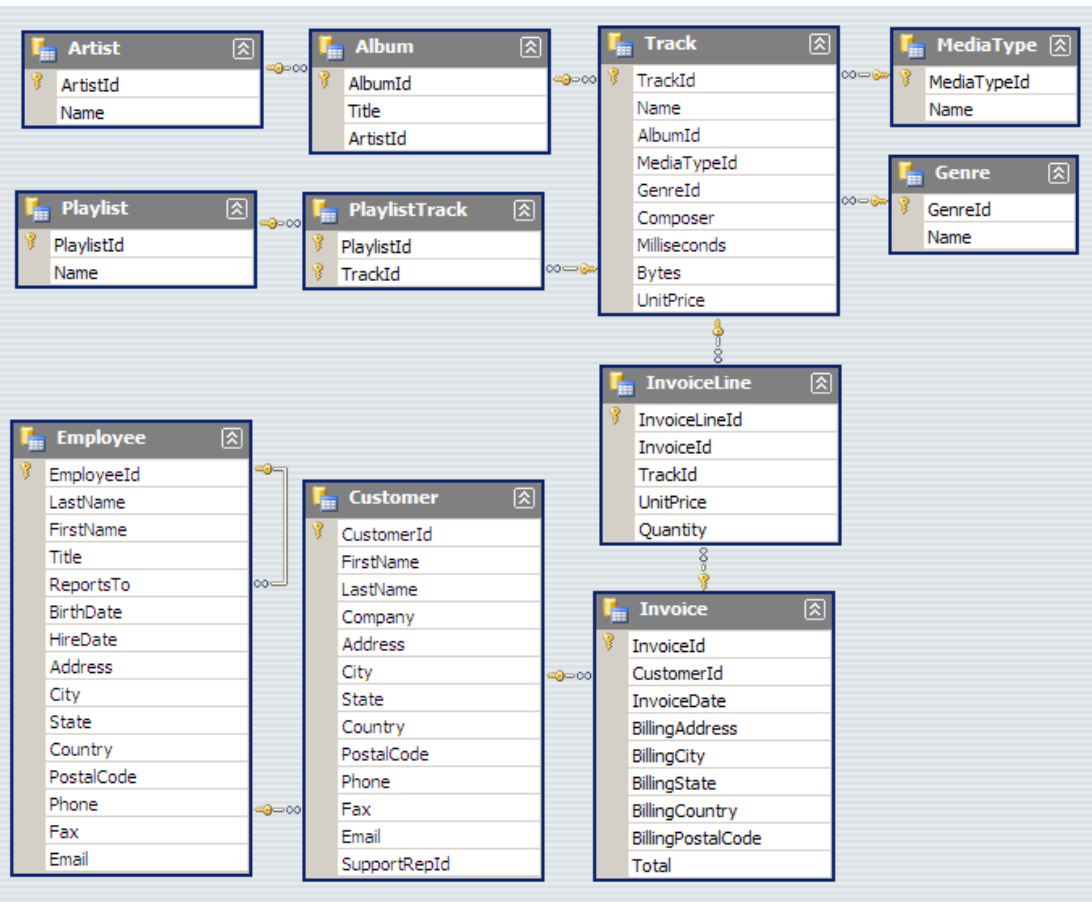 Artist
ArtistId
Name
Album
AlbumId
Title
ArtistId
Track
TrackId
Name
AlbumId
MediaTypeId
GenreId
Composer
Milliseconds
Bytes
UnitPrice
MediaType
MediaTypeId
Name
Genre
GenreId
Name
Playlist
PlaylistId
Name
PlaylistTrack
PlaylistId
TrackId
InvoiceLine
InvoiceLineId
InvoiceId
TrackId
UnitPrice
Quantity
Employee
EmployeeId
LastName
FirstName
Title
ReportsTo
BirthDate
HireDate
Address
City
State
Country
PostalCode
Phone
Fax
Email
Customer
CustomerId
FirstName
LastName
Company
Address
City
State
Country
PostalCode
Phone
Fax
Email
SupportRepId
Invoice
InvoiceId
CustomerId
InvoiceDate
BillingAddress
BillingCity
BillingState
BillingCountry
BillingPostalCode
Total